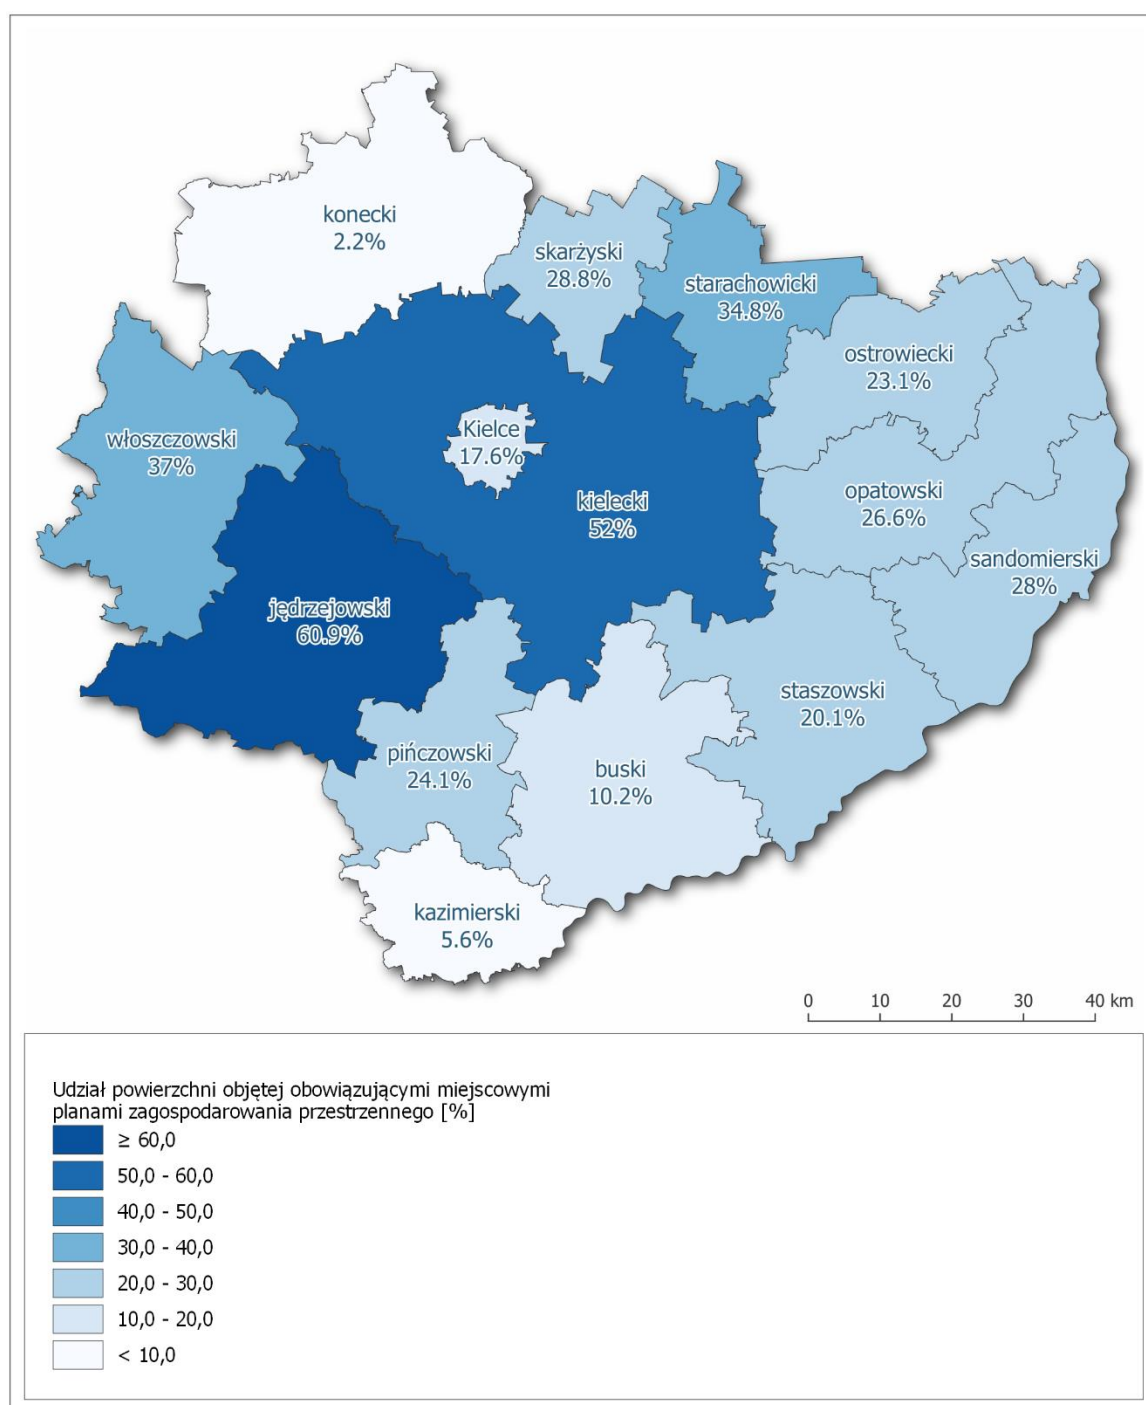 konecki
2.2%
skarżyski
28.8%
starachowicki
34.8%
ostrowiecki
23.1%
włoszczowski
37%
Kielce
17.6%
kielecki
52%
opatowski
26.6%
sandomierski
28%
jędrzejowski
60.9%
staszowski
20.1%
pińczowski
24.1%
buski
10.2%
kazimierski
5.6%
0 10 20 30 40 km
Udział powierzchni objętej obowiązującymi miejscowymi
planami zagospodarowania przestrzennego [%]
≥ 60,0
50,0 - 60,0
40,0 - 50,0
30,0 - 40,0
20,0 - 30,0
10,0 - 20,0
< 10,0